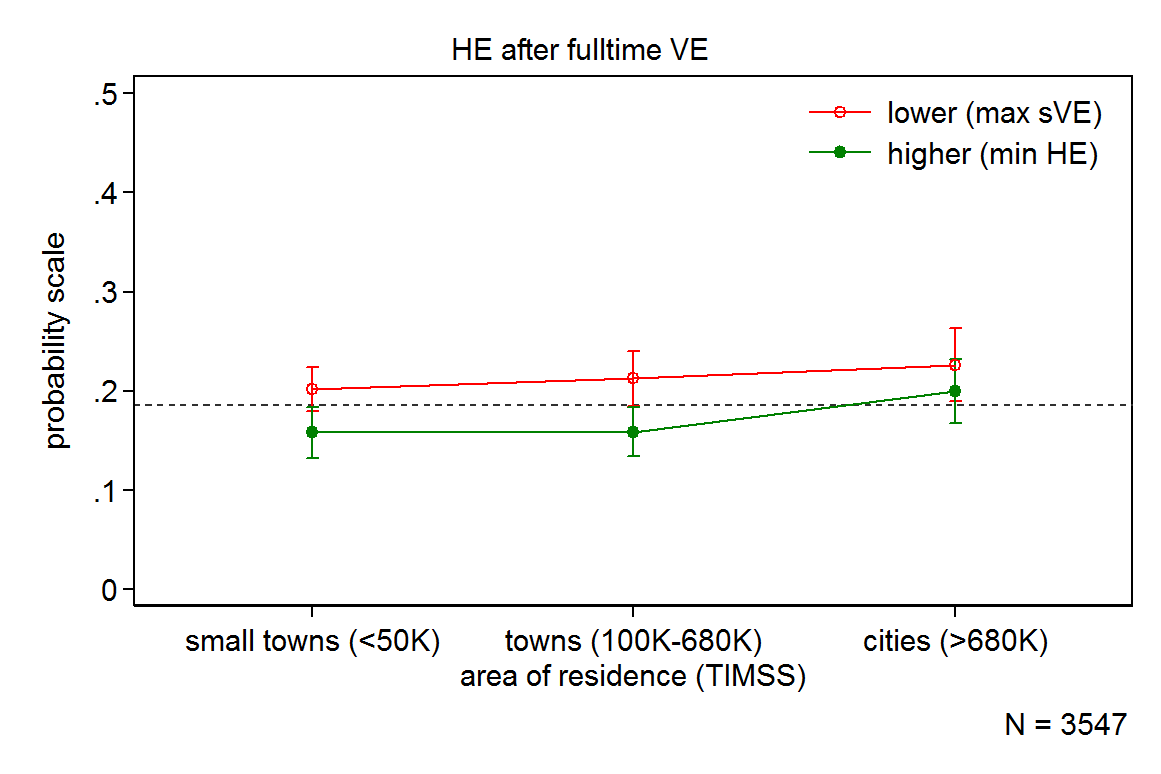 HE after fulltime VE
lower (max sVE)
higher (min HE)
probability scale
.5
.4
.3
.2
.1
0
small towns (<50K) towns (100K-680K) cities (>680K)
area of residence (TIMSS)
N = 3547